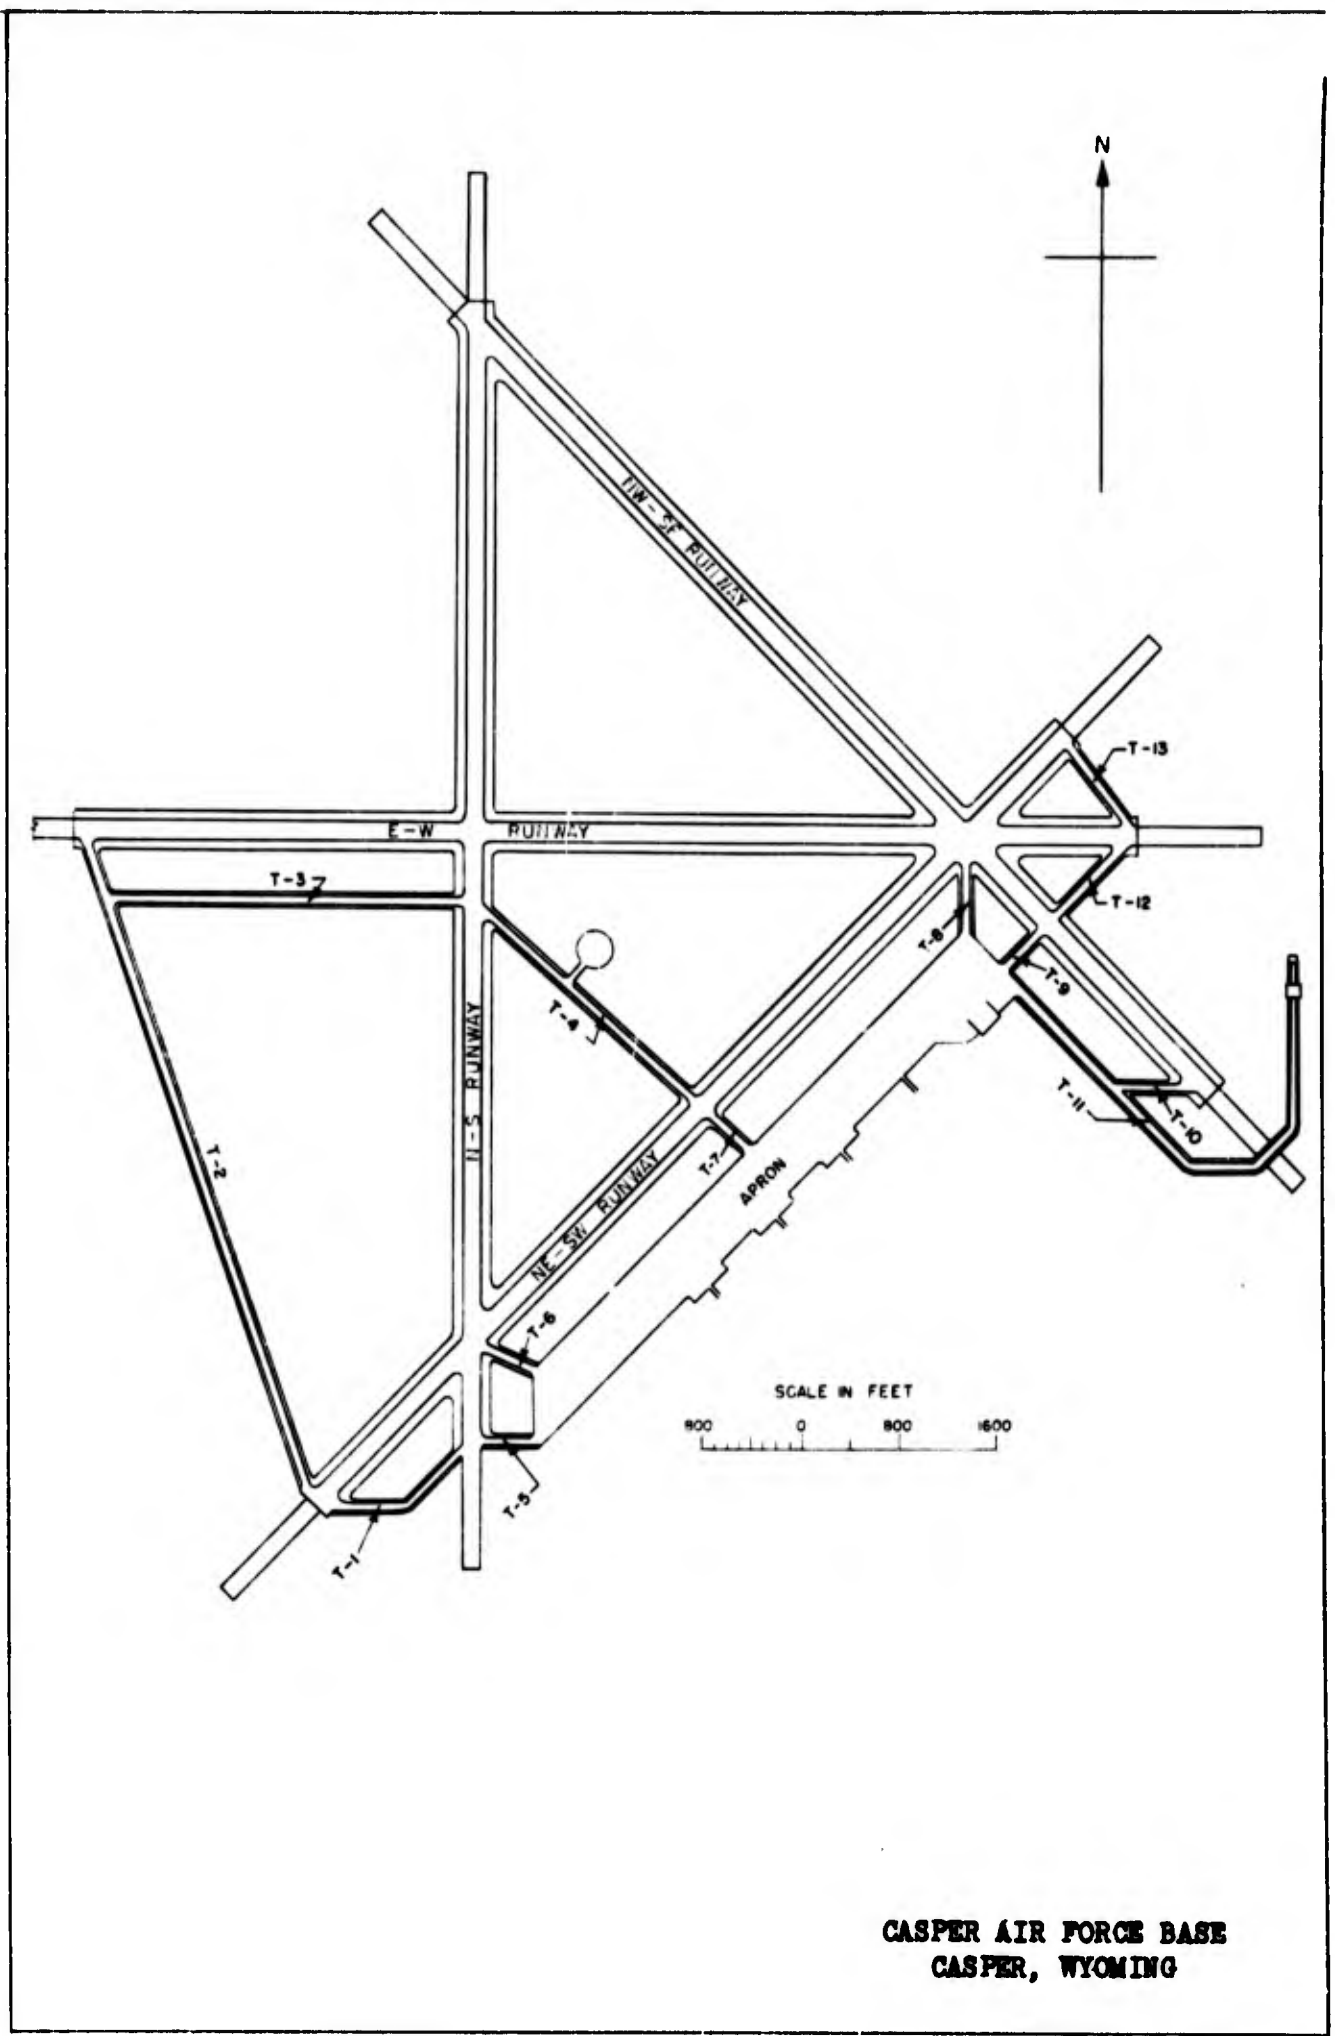 N
NW-SE RUNWAY
T-13
E-W RUNWAY
T-3
T-12
T-8
T-9
T-4
N-S RUNWAY
T-11
T-10
T-2
T-7
APRON
NE-SW RUNWAY
T-6
SCALE IN FEET
800 0 800 1600
T-5
T-1
CASPER AIR FORCE BASE
CASPER, WYOMING